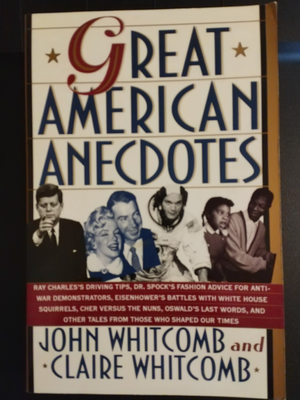 GREAT
AMERICAN
ANECDOTES
RAY CHARLES'S DRIVING TIPS, DR. SPOCK'S FASHION ADVICE FOR ANTI-
WAR DEMONSTRATORS, EISENHOWER'S BATTLES WITH WHITE HOUSE
SQUIRRELS, CHER VERSUS THE NUNS, OSWALD'S LAST WORDS, AND
OTHER TALES FROM THOSE WHO SHAPED OUR TIMES
JOHN WHITCOMB and
CLAIRE WHITCOMB